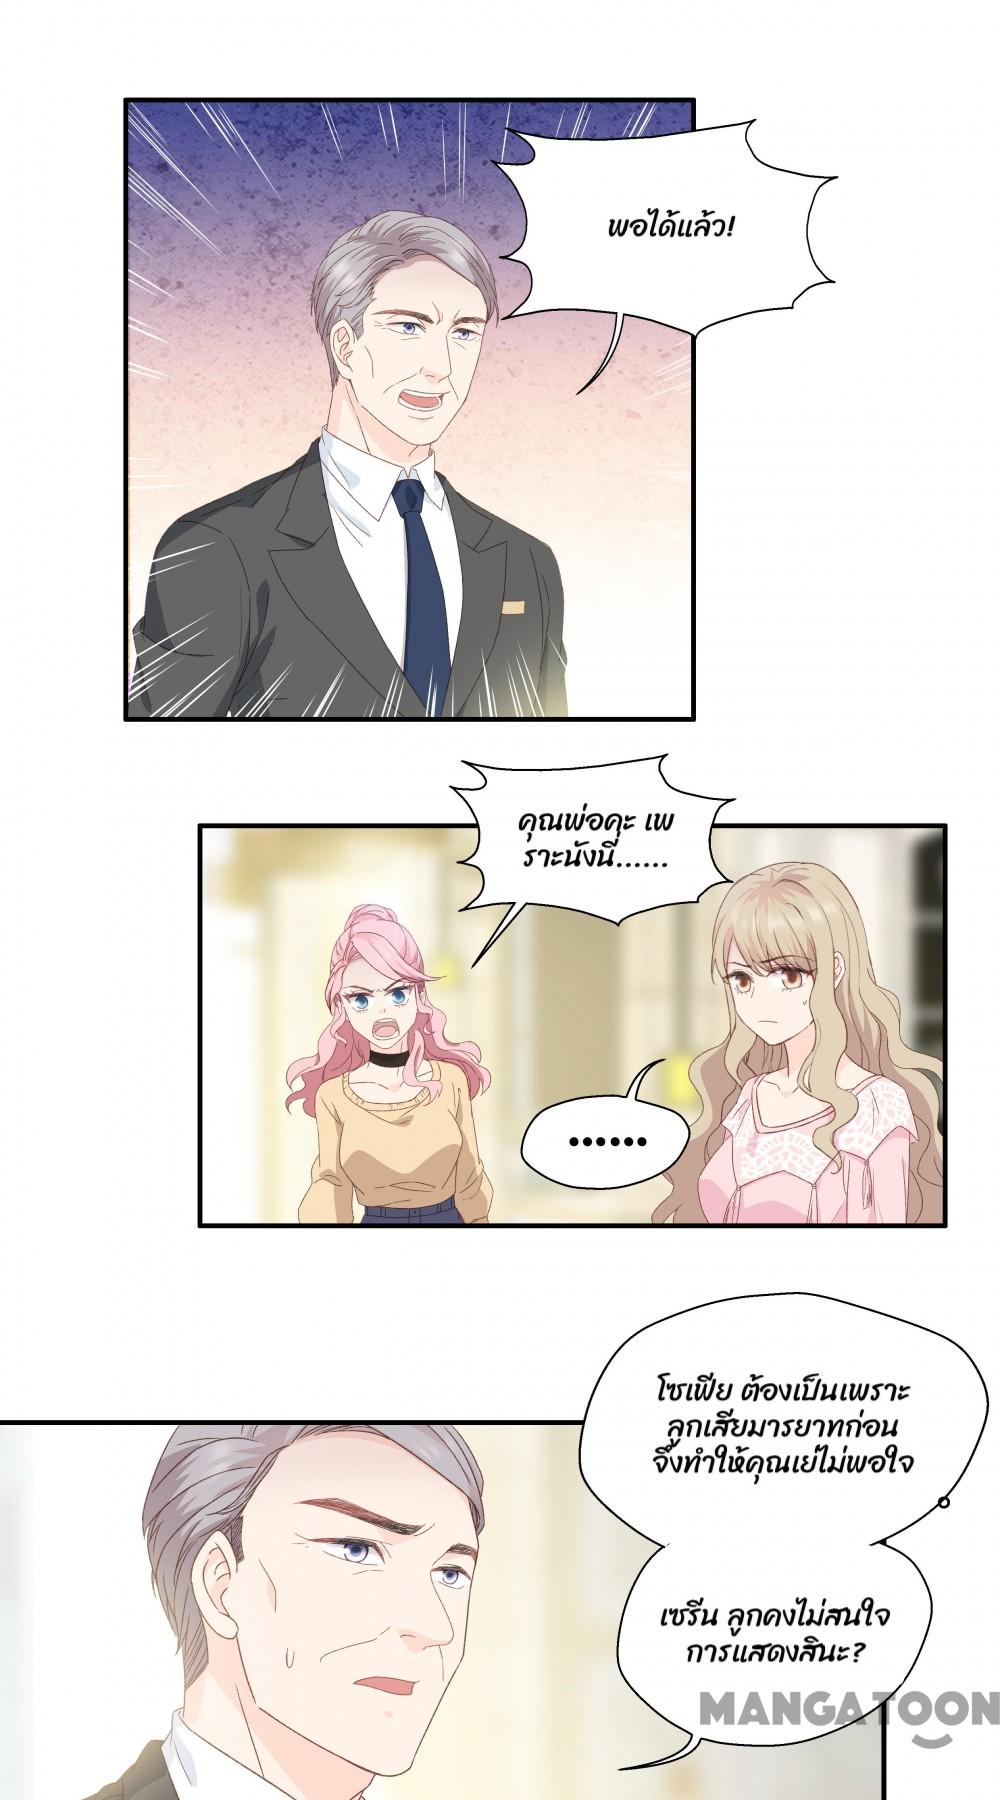 พอได้แล้ว!
คุณพ่อคะ เพ
ราะนังนี่......
••••••
โซเฟีย ต้องเป็นเพราะ
ลูกเสียมารยาทก่อน
จึงทำให้คุณเย่ไม่พอใจ
เซรีน ลูกคงไม่สนใจ
การแสดงสินะ?
MANGATOON